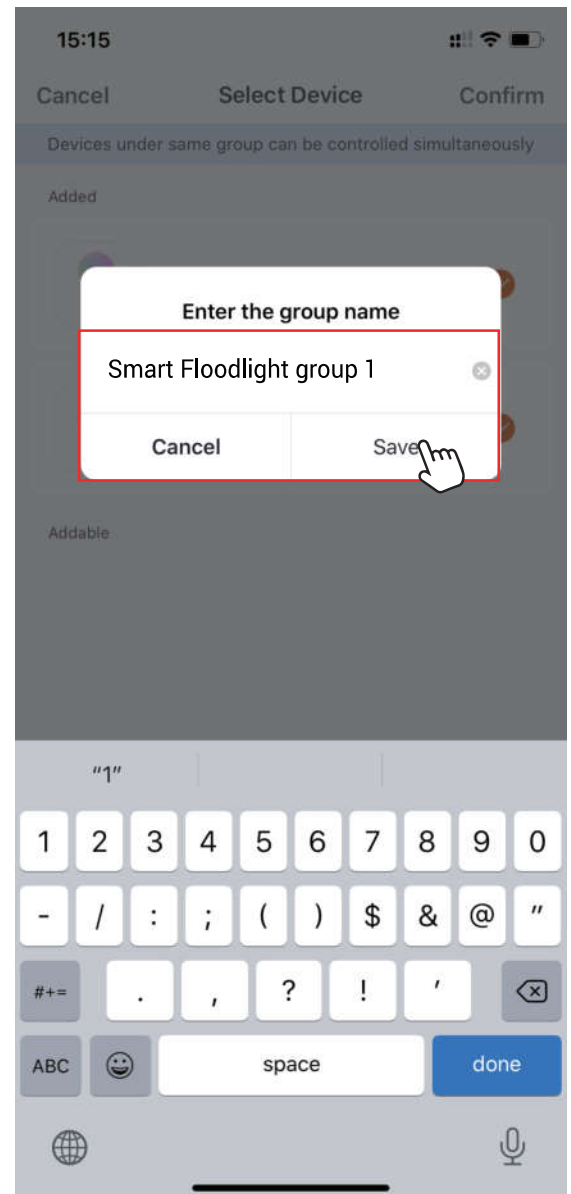 15:15
Cancel Select Device Confirm
Devices under same group can be controlled simultaneously
Added
Enter the group name
Smart Floodlight group 1
Cancel Save
Addable
"1"
1 2 3 4 5 6 7 8 9 0
- / : ; ( ) $ & @ "
#+= . , ? ! '
ABC space done